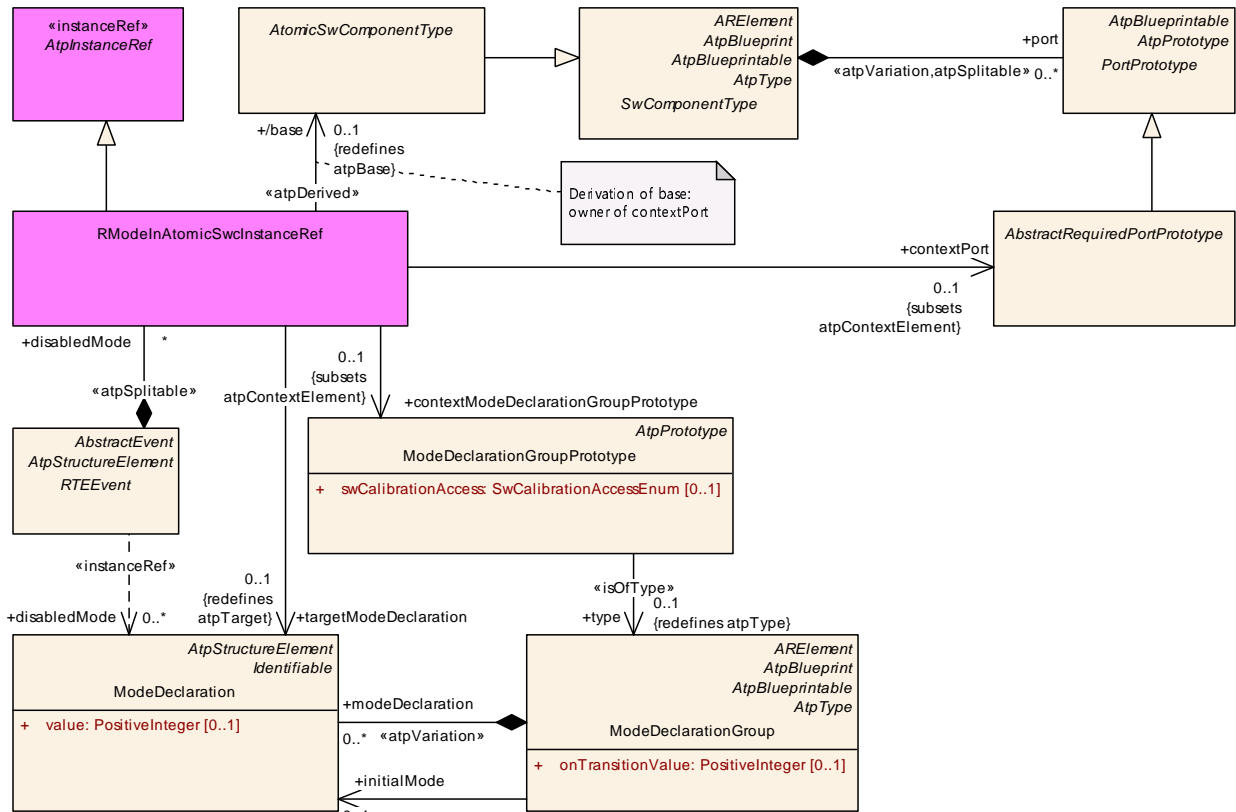 «instanceRef»
AtpInstanceRef
AtomicSwComponentType
ARElement
AtpBlueprint
AtpBlueprintable
AtpType
SwComponentType
+port
«atpVariation,atpSplitable» 0..*
AtpBlueprintable
AtpPrototype
PortPrototype
+/base
0..1
{redefines
atpBase}
«atpDerived»
Derivation of base:
owner of contextPort
RModeInAtomicSwcInstanceRef
AbstractRequiredPortPrototype
+contextPort
0..1
{subsets
atpContextElement}
+disabledMode *
«atpSplitable»
0..1
{subsets
atpContextElement}
+contextModeDeclarationGroupPrototype
AbstractEvent
AtpStructureElement
RTEEvent
AtpPrototype
ModeDeclarationGroupPrototype
+ swCalibrationAccess: SwCalibrationAccessEnum [0..1]
«instanceRef»
+disabledMode 0..*
0..1
{redefines
atpTarget}
+targetModeDeclaration
«isOfType»
+type
0..1
{redefines atpType}
AtpStructureElement
Identifiable
ModeDeclaration
+ value: PositiveInteger [0..1]
+modeDeclaration
0..* «atpVariation»
ARElement
AtpBlueprint
AtpBlueprintable
AtpType
ModeDeclarationGroup
+ onTransitionValue: PositiveInteger [0..1]
+initialMode